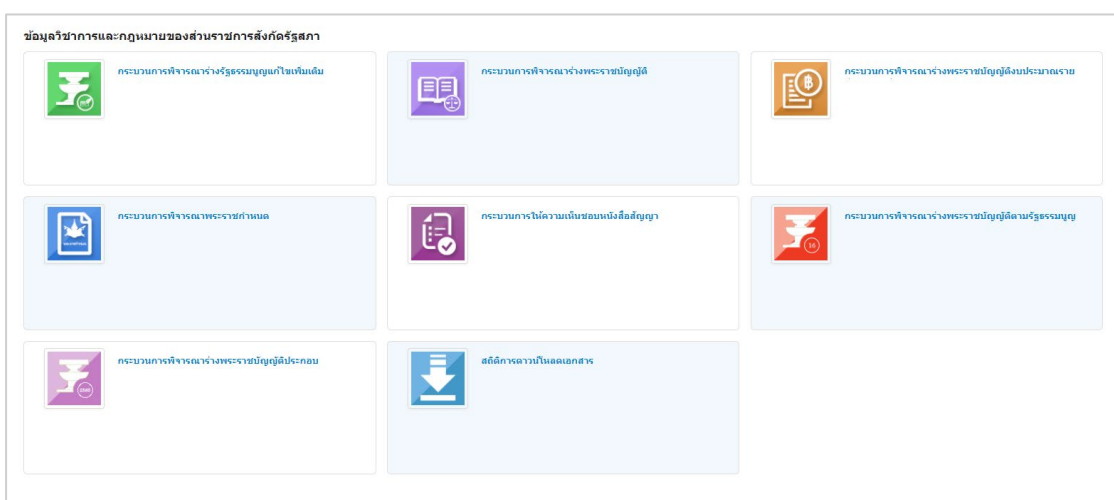 ข้อมูลวิชาการและกฎหมายของส่วนราชการสังกัดรัฐสภา
กระบวนการพิจารณาร่างรัฐธรรมนูญแก้ไขเพิ่มเติม
กระบวนการพิจารณาร่างพระราชบัญญัติ
กระบวนการพิจารณาร่างพระราชบัญญัติงบประมาณราย
กระบวนการพิจารณาพระราชกำหนด
กระบวนการให้ความเห็นชอบหนังสือสัญญา
กระบวนการพิจารณาร่างพระราชบัญญัติตามรัฐธรรมนูญ
16
กระบวนการพิจารณาร่างพระราชบัญญัติประกอบ
สถิติการดาวน์โหลดเอกสาร